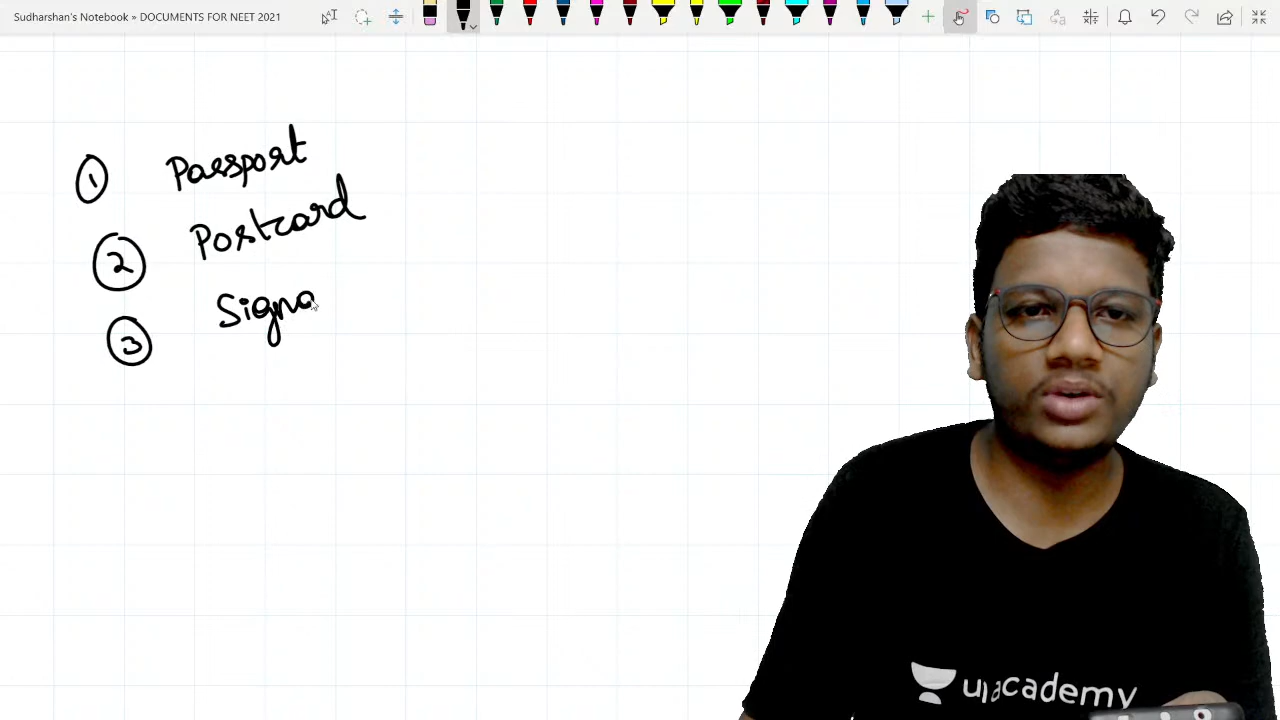 Sudharshan's Notebook » DOCUMENTS FOR NEET 2021
① Passport
② Postcard
③ Signa
unacademy